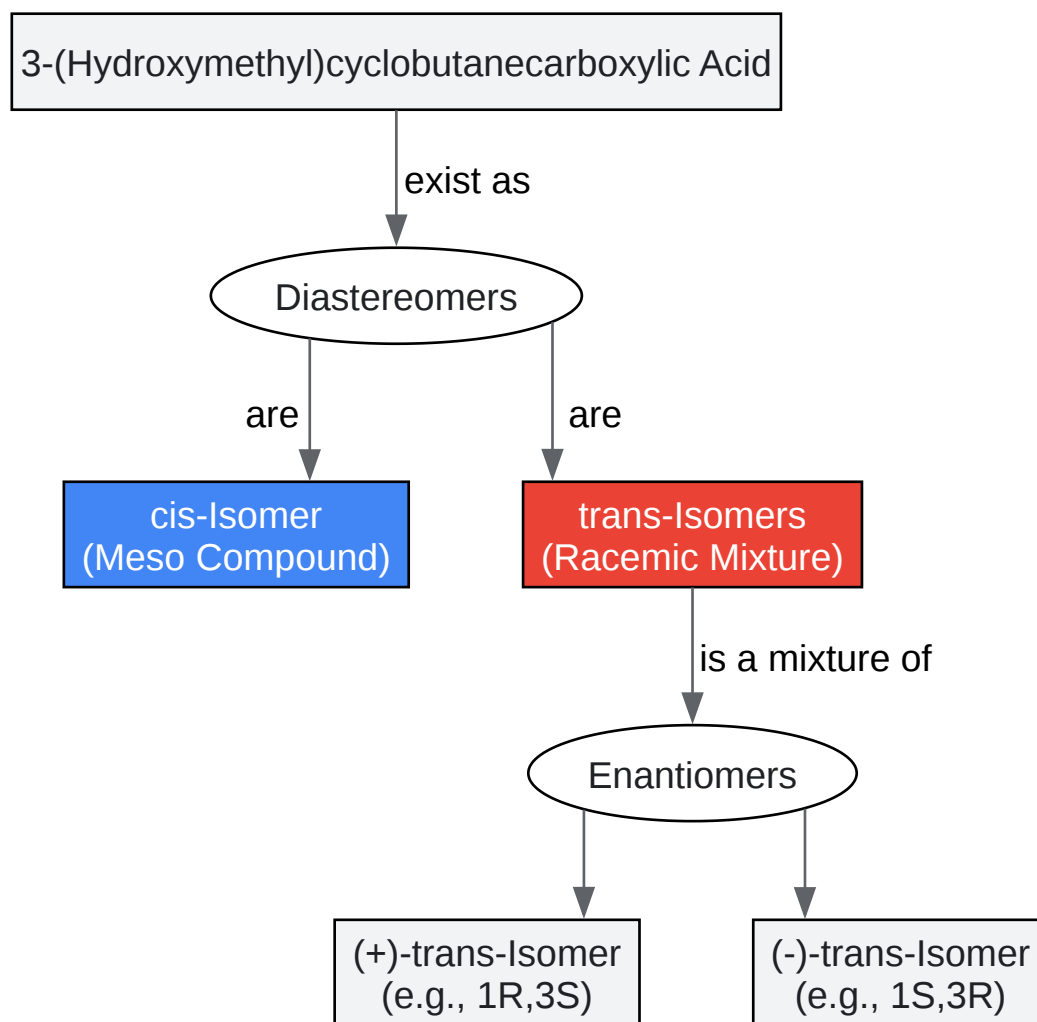 3-(Hydroxymethyl)cyclobutanecarboxylic Acid
exist as
Diastereomers
are
are
cis-Isomer
(Meso Compound)
trans-Isomers
(Racemic Mixture)
is a mixture of
Enantiomers
(+)-trans-Isomer
(e.g., 1R,3S)
(-)-trans-Isomer
(e.g., 1S,3R)